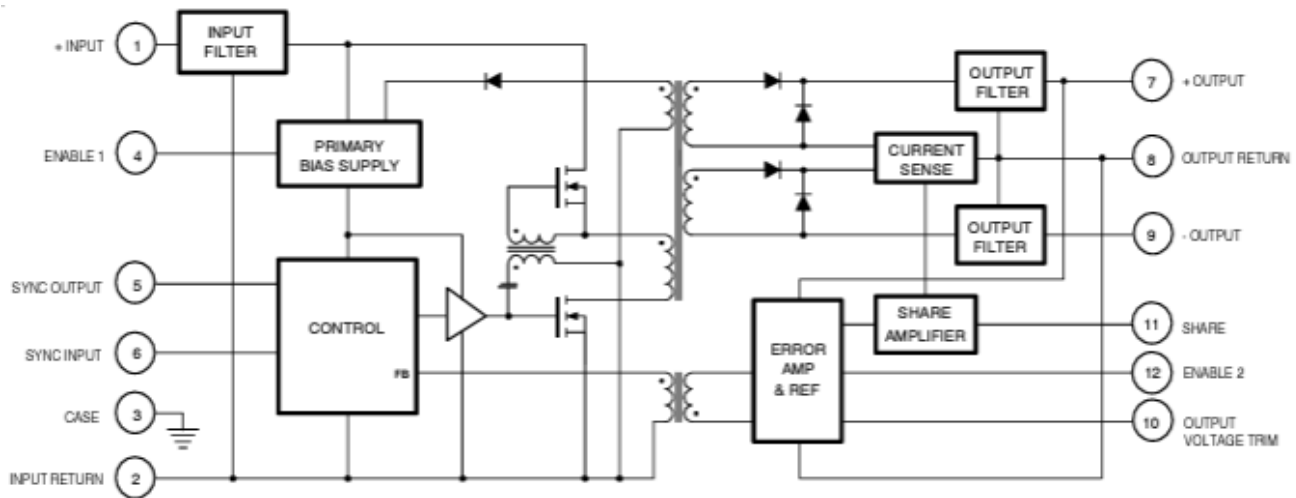 + INPUT
1
INPUT
FILTER
ENABLE 1
4
PRIMARY
BIAS SUPPLY
SYNC OUTPUT
5
CONTROL
FB
SYNC INPUT
6
CASE
3
INPUT RETURN
2
OUTPUT
FILTER
7
+ OUTPUT
CURRENT
SENSE
8
OUTPUT RETURN
OUTPUT
FILTER
9
- OUTPUT
ERROR
AMP
& REF
SHARE
AMPLIFIER
11
SHARE
12
ENABLE 2
10
OUTPUT
VOLTAGE TRIM